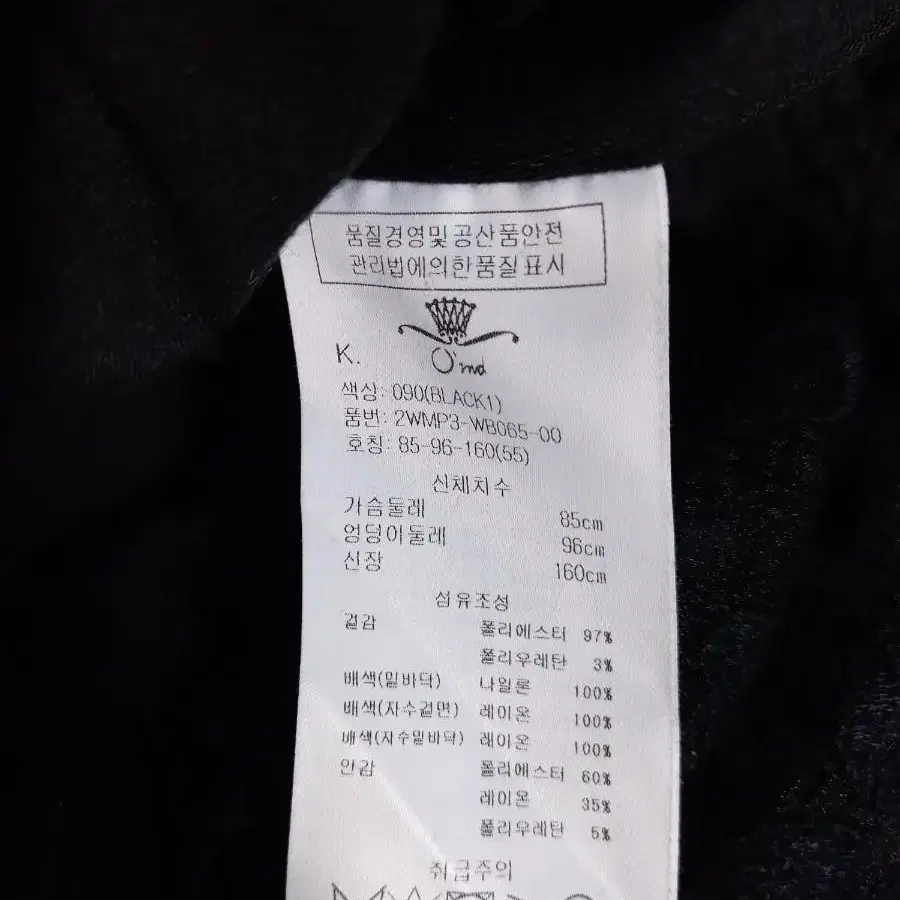 품질경영및공산품안전
관리법에의한품질표시
K.
O'md
색상: 090(BLACK1)
품번: 2WMP3-WB065-00
호칭: 85-96-160(55)
신체치수
가슴둘레 85cm
엉덩이둘레 96cm
신장 160cm
섬유조성
겉감 폴리에스터 97%
폴리우레탄 3%
배색(밑바닥) 나일론 100%
배색(자수겉면) 레이온 100%
배색(자수밑바닥) 레이온 100%
안감 폴리에스터 60%
레이온 35%
폴리우레탄 5%
취급주의